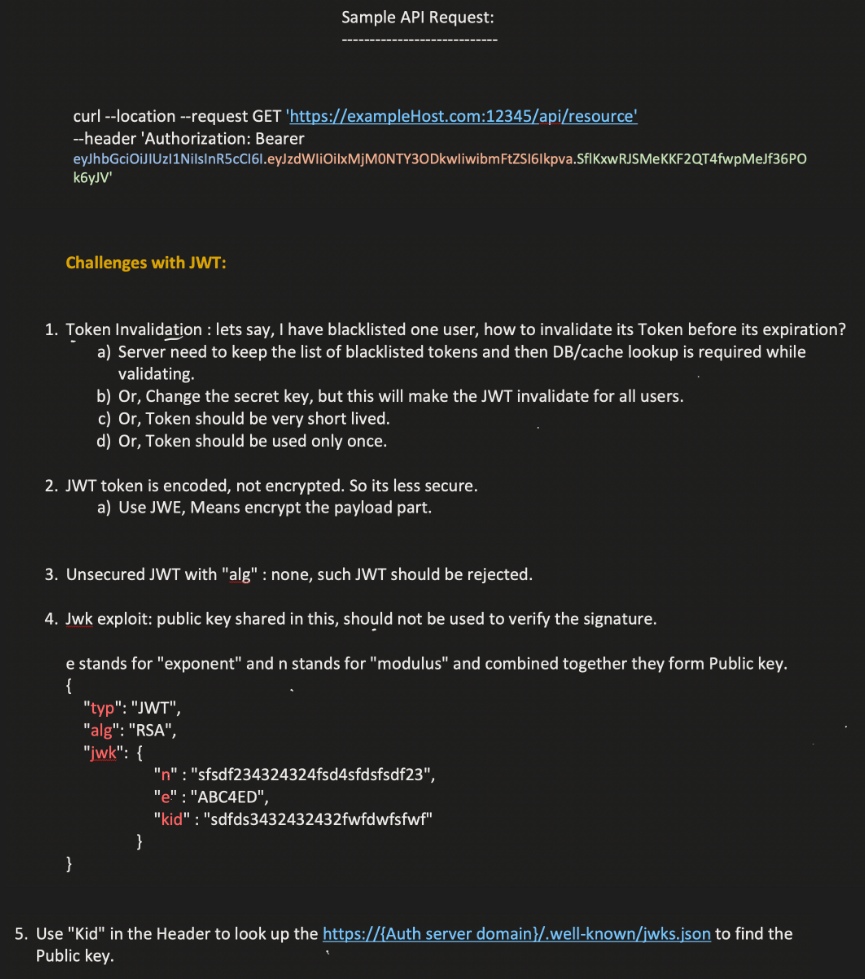 Sample API Request:
----------------------------
curl --location --request GET 'https://exampleHost.com:12345/api/resource'
--header 'Authorization: Bearer
eyJhbGciOiJIUzI1NiIsInR5cCI6I.eyJzdWIiOiIxMjM0NTY3ODkwIiwibmFtZSI6Ikpva.SflKxwRJSMeKKF2QT4fwpMeJf36PO
k6yJV'
Challenges with JWT:
1. Token Invalidation : lets say, I have blacklisted one user, how to invalidate its Token before its expiration?
a) Server need to keep the list of blacklisted tokens and then DB/cache lookup is required while
validating.
b) Or, Change the secret key, but this will make the JWT invalidate for all users.
c) Or, Token should be very short lived.
d) Or, Token should be used only once.
2. JWT token is encoded, not encrypted. So its less secure.
a) Use JWE, Means encrypt the payload part.
3. Unsecured JWT with "alg" : none, such JWT should be rejected.
4. Jwk exploit: public key shared in this, should not be used to verify the signature.
e stands for "exponent" and n stands for "modulus" and combined together they form Public key.
{
"typ": "JWT",
"alg": "RSA",
"jwk": {
"n" : "sfsdf234324324fsd4sfdsfsdf23",
"e" : "ABC4ED",
"kid" : "sdfds3432432432fwfdwfsfwf"
}
}
5. Use "Kid" in the Header to look up the https://{Auth server domain}/.well-known/jwks.json to find the
Public key.